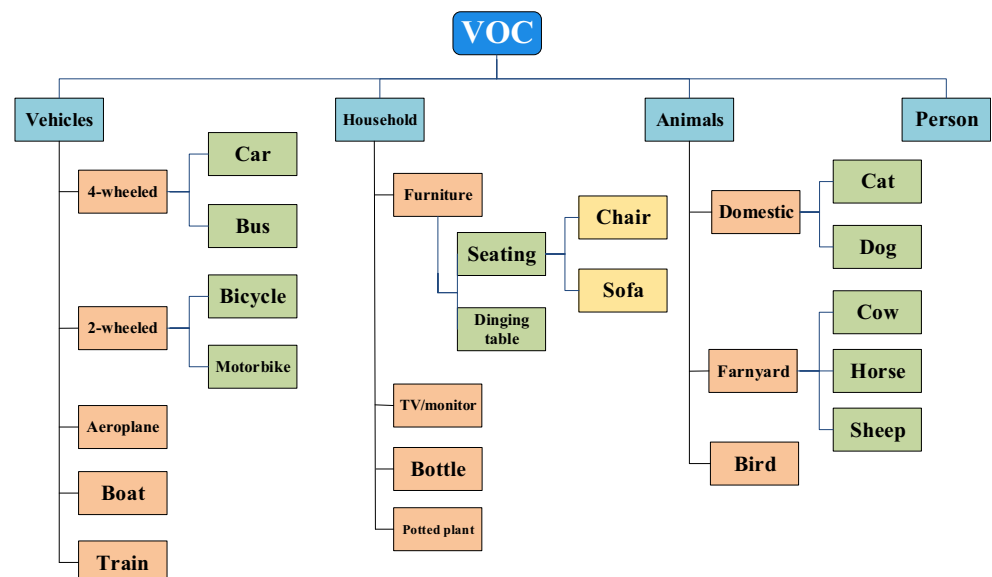 VOC
Vehicles
Household
Animals
Person
4-wheeled
Car
Bus
2-wheeled
Bicycle
Motorbike
Aeroplane
Boat
Train
Furniture
Seating
Chair
Sofa
Dinging
table
TV/monitor
Bottle
Potted plant
Domestic
Cat
Dog
Farnyard
Cow
Horse
Sheep
Bird